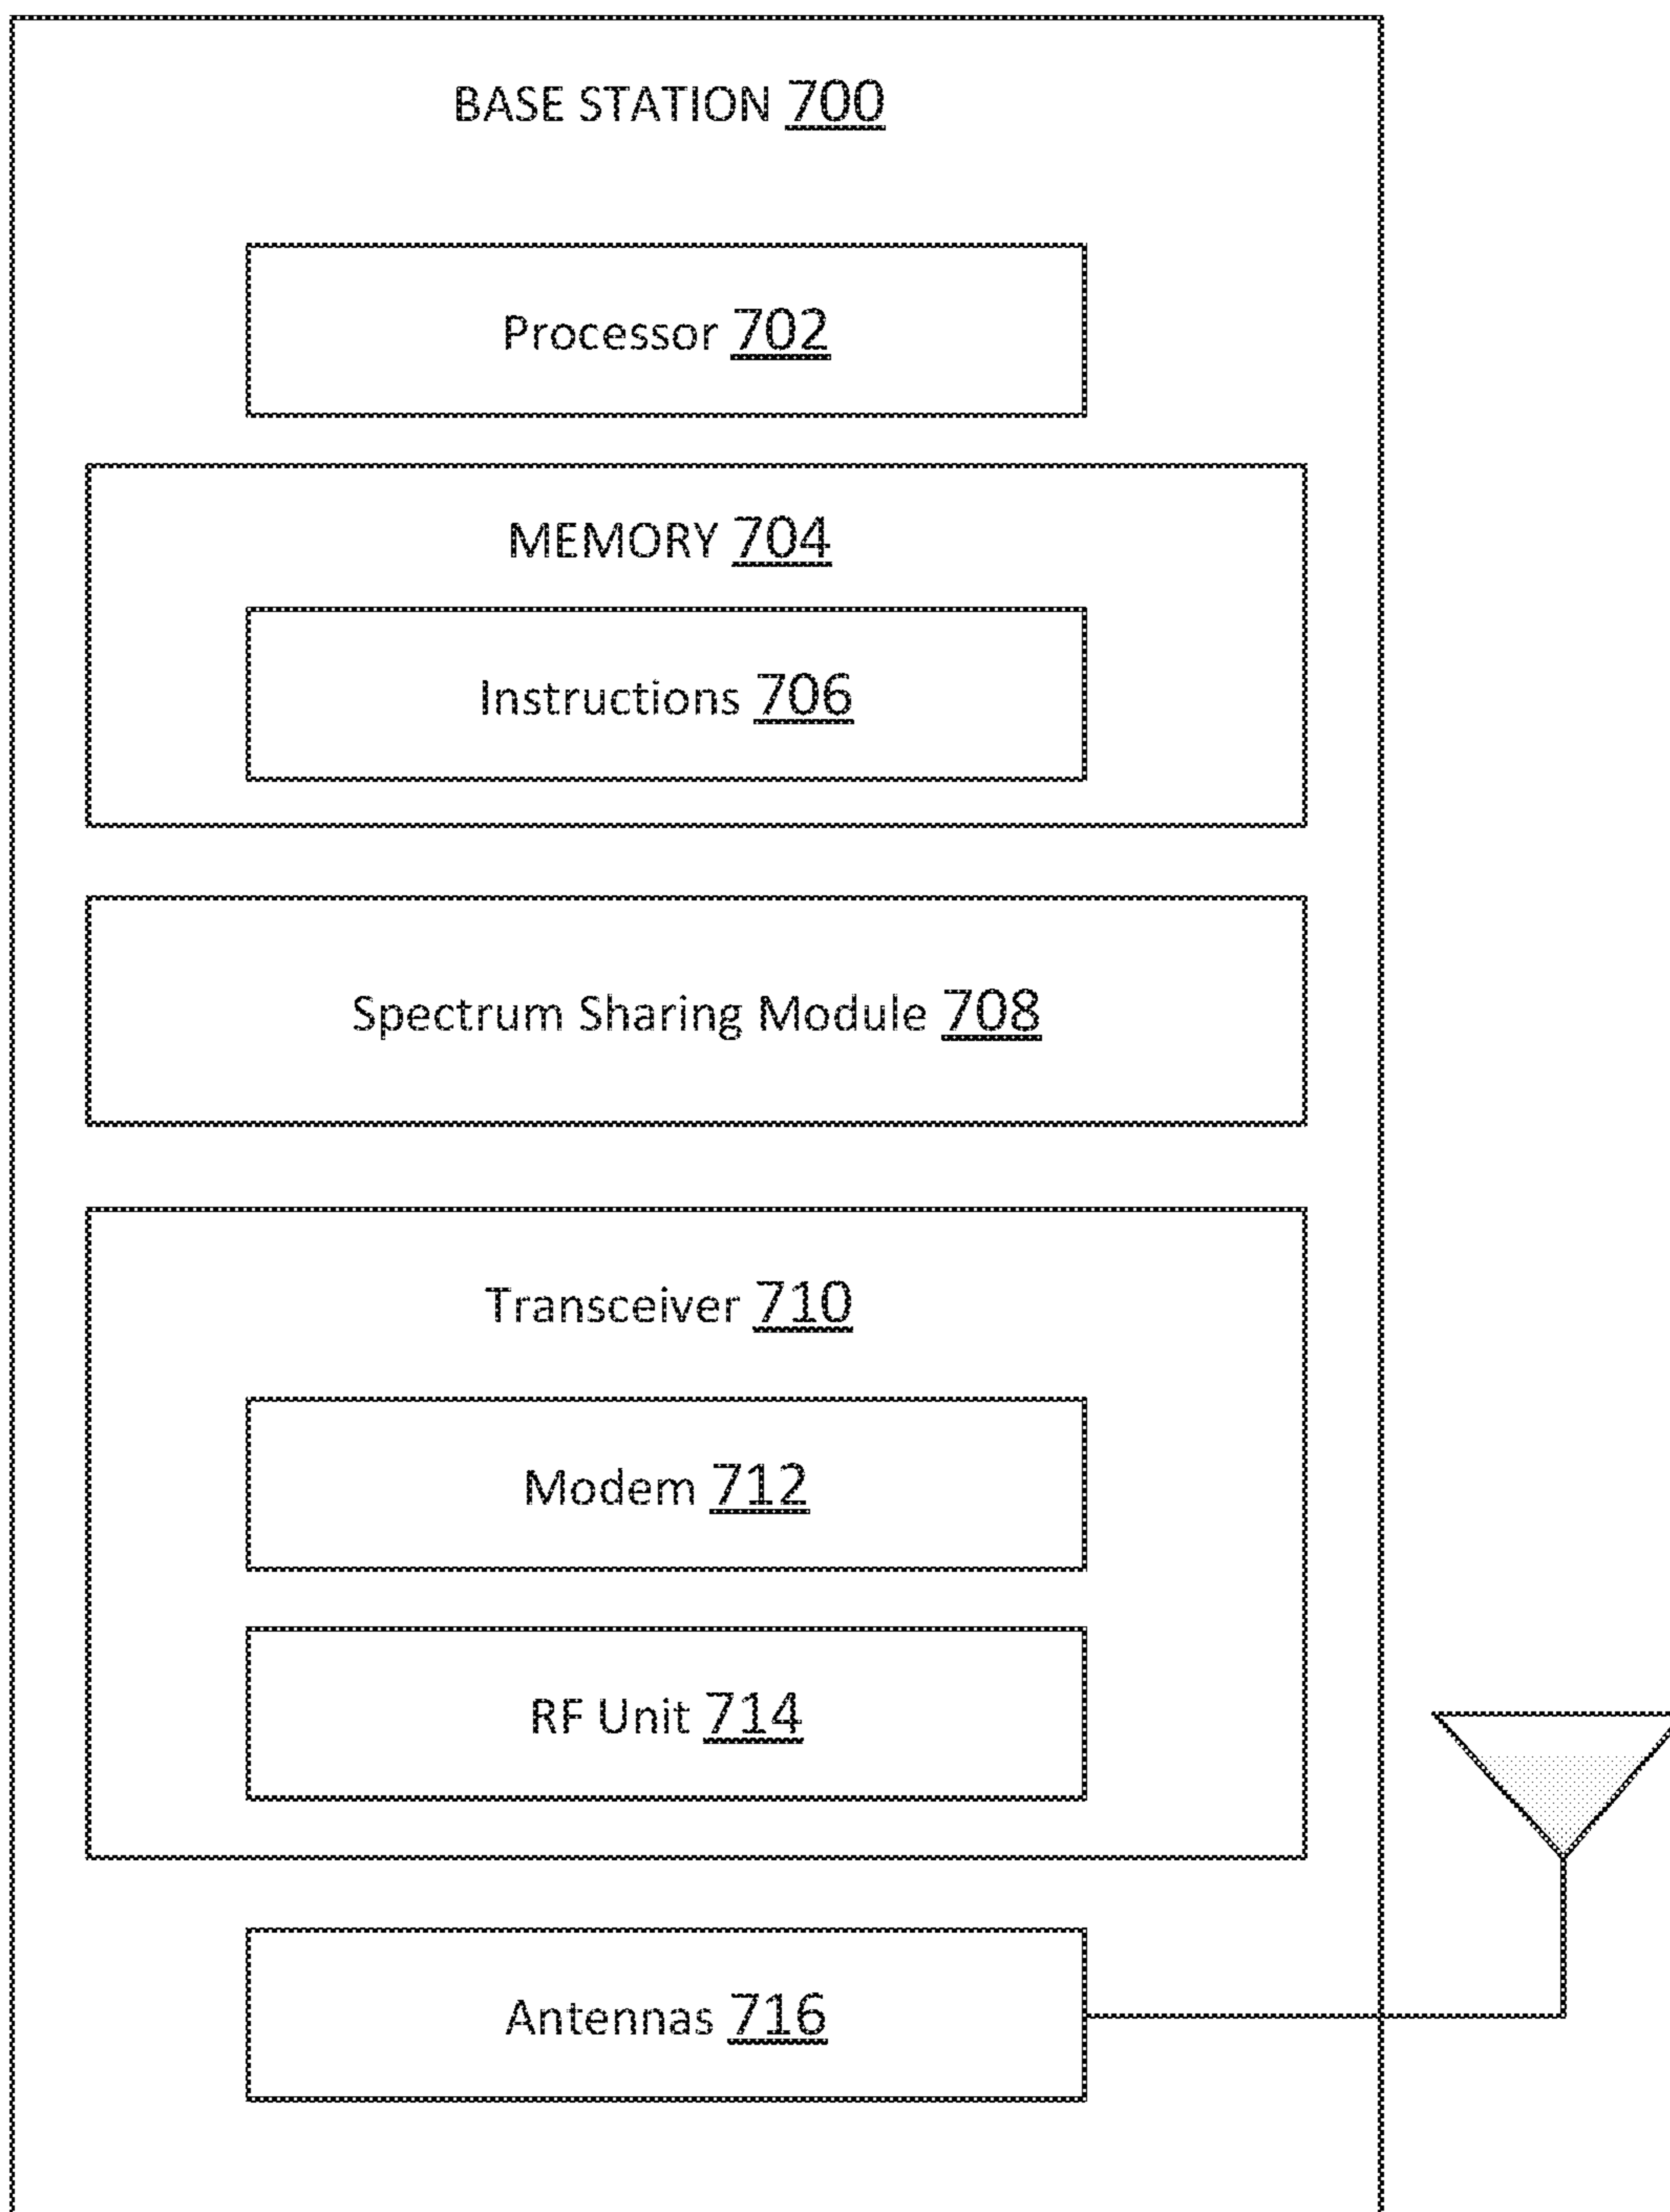 BASE STATION 700
Processor 702
MEMORY 704
Instructions 706
Spectrum Sharing Module 708
Transceiver 710
Modem 712
RF Unit 714
Antennas 716